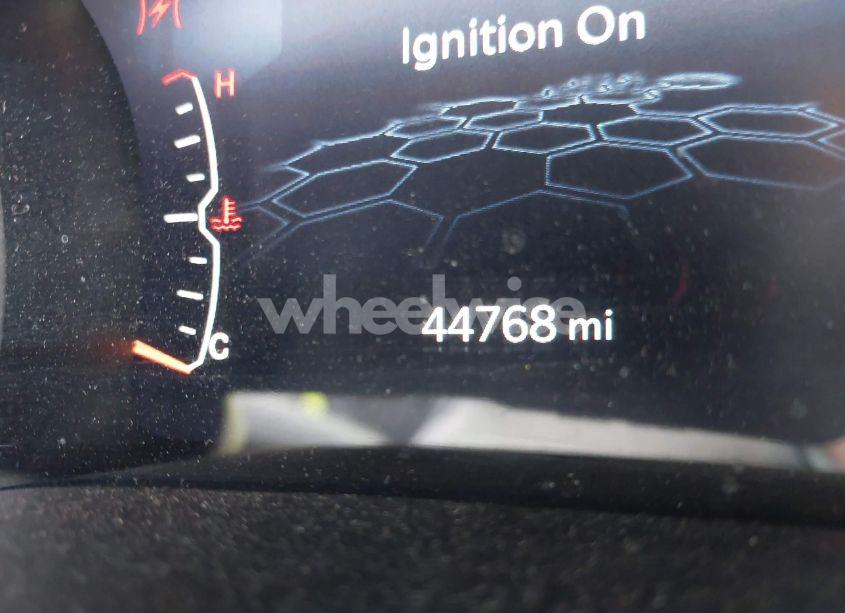 Ignition On
H
wheelwise
44768 mi
C